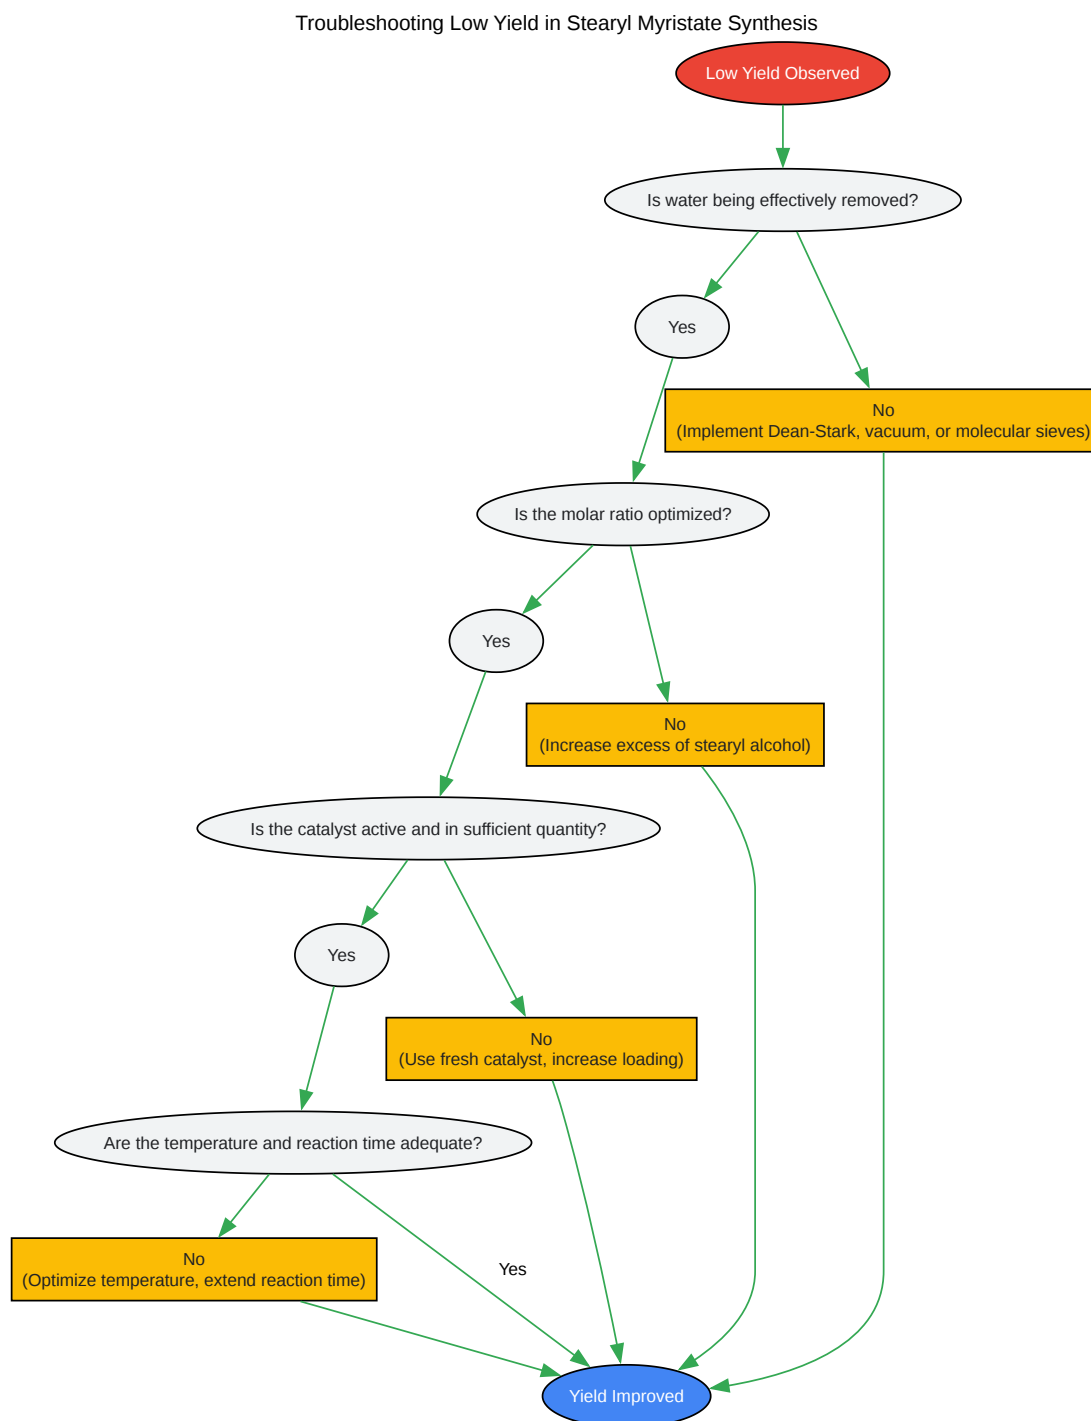 Troubleshooting Low Yield in Stearyl Myristate Synthesis
Low Yield Observed
Is water being effectively removed?
Yes
No
(Implement Dean-Stark, vacuum, or molecular sieves)
Is the molar ratio optimized?
Yes
No
(Increase excess of stearyl alcohol)
Is the catalyst active and in sufficient quantity?
Yes
No
(Use fresh catalyst, increase loading)
Are the temperature and reaction time adequate?
No
(Optimize temperature, extend reaction time)
Yes
Yield Improved